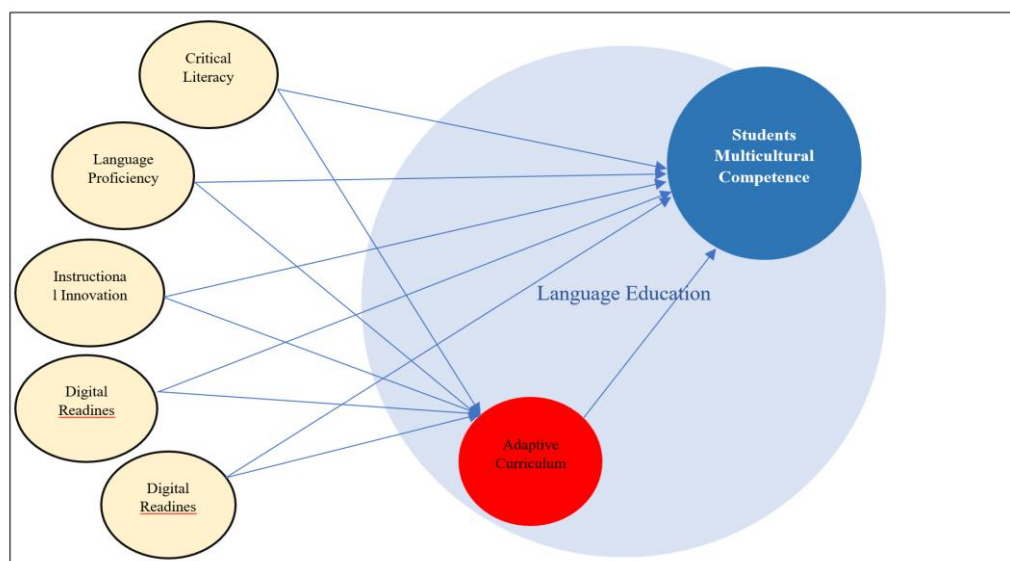 Critical
Literacy
Language
Proficiency
Instructiona
l Innovation
Digital
Readines
Digital
Readines
Students
Multicultural
Competence
Language Education
Adaptive
Curriculum